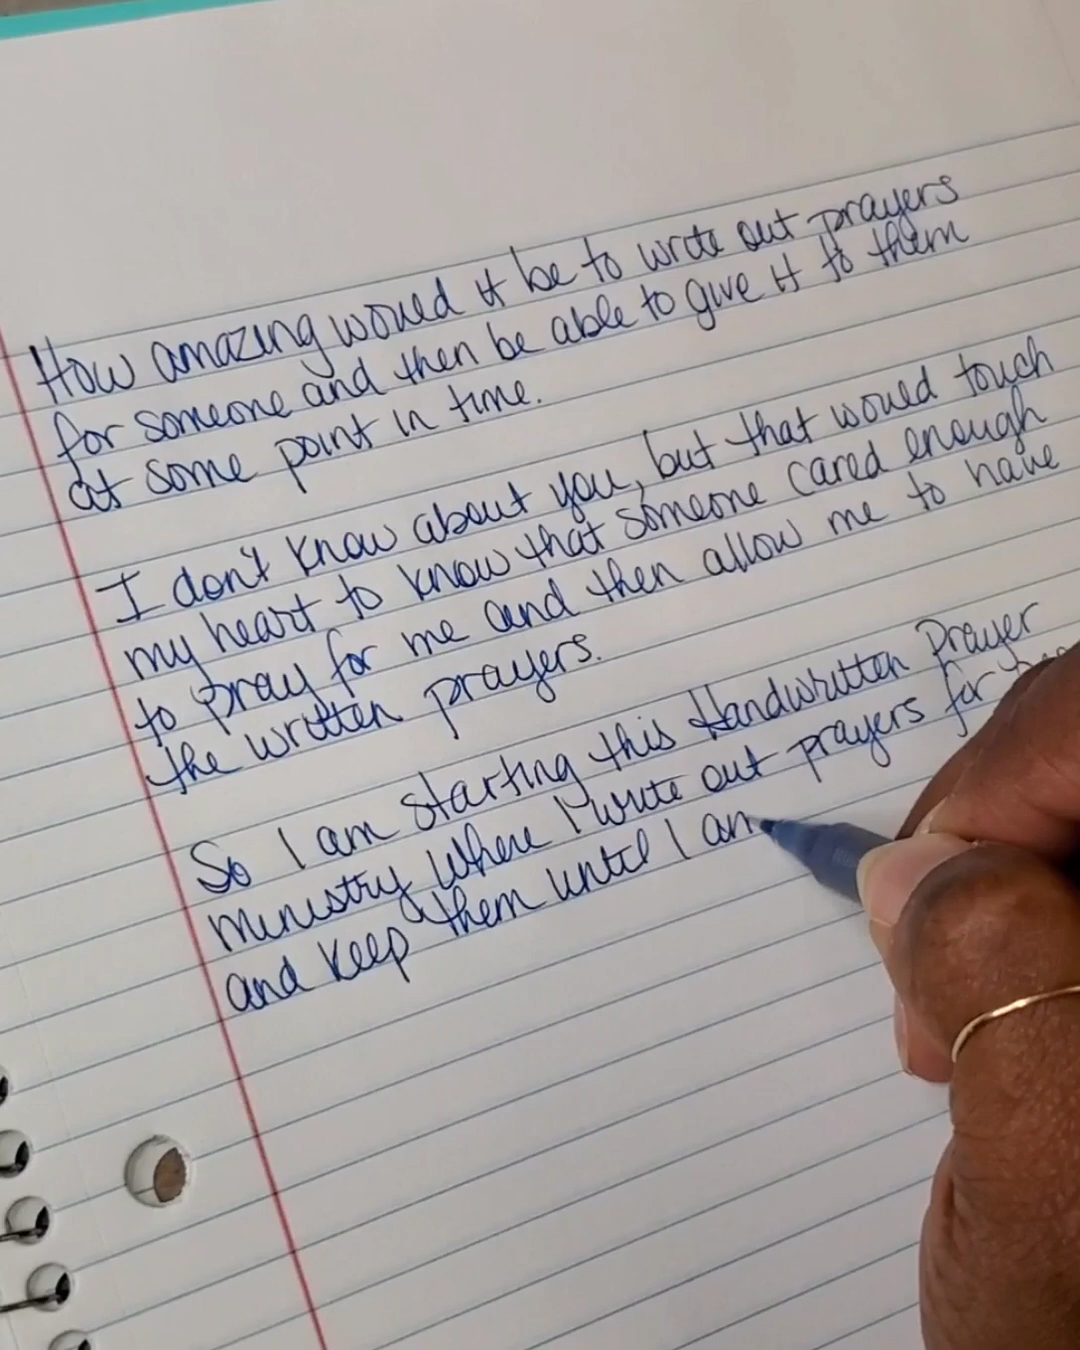 How amazing would it be to write out prayers
for someone and then be able to give it to them
at some point in time.
I don't know about you, but that would touch
my heart to know that someone cared enough
to pray for me and then allow me to have
the written prayers.
So I am starting this Handwritten Prayer
ministry where I write out prayers for
and keep them until I am